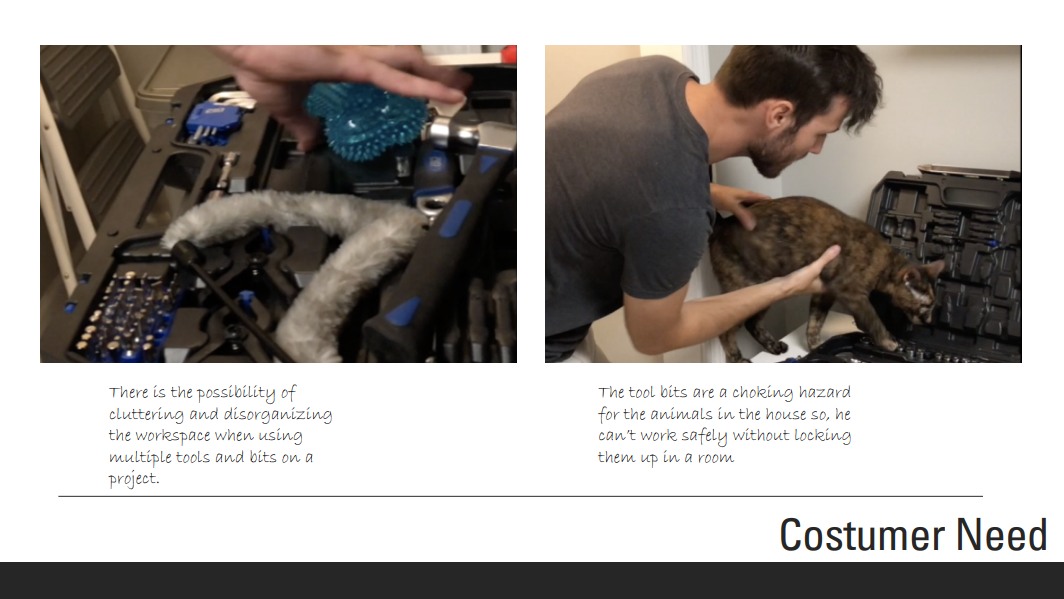 There is the possibility of
cluttering and disorganizing
the workspace when using
multiple tools and bits on a
project.
The tool bits are a choking hazard
for the animals in the house so, he
can't work safely without locking
them up in a room
Costumer Need